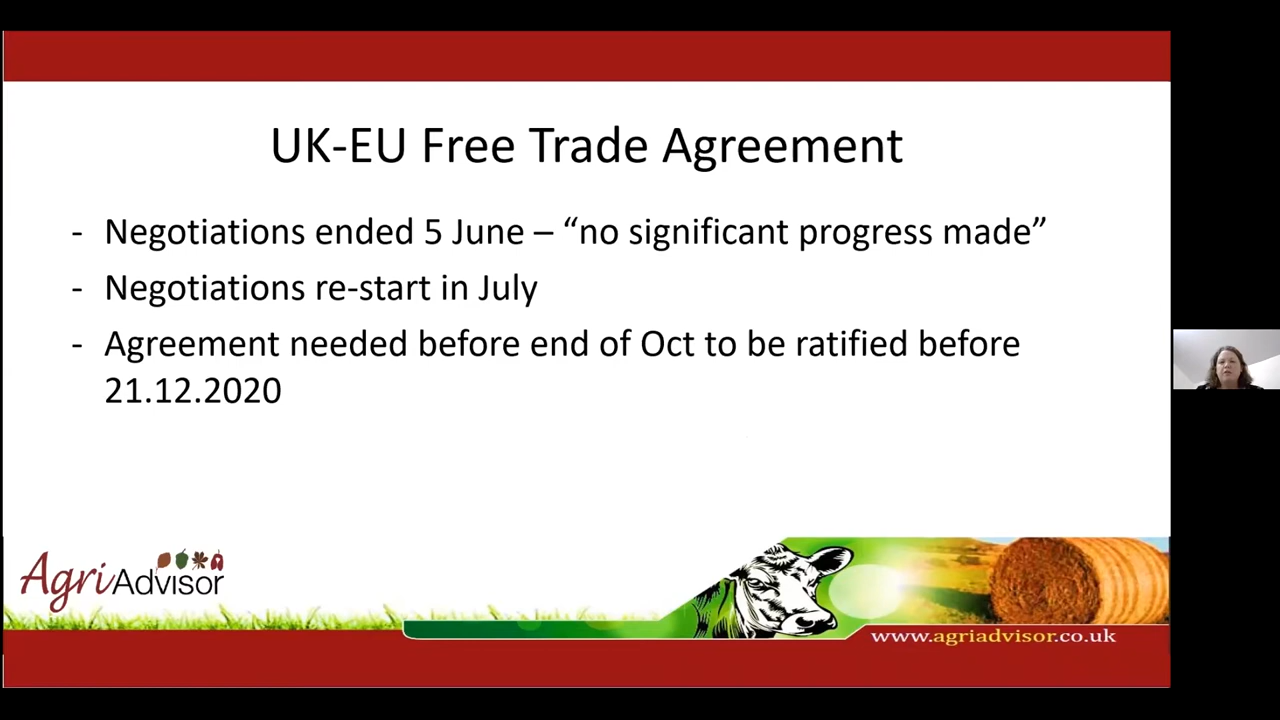 UK-EU Free Trade Agreement
- Negotiations ended 5 June – “no significant progress made”
- Negotiations re-start in July
- Agreement needed before end of Oct to be ratified before
21.12.2020
AgriAdvisor
www.agriadvisor.co.uk